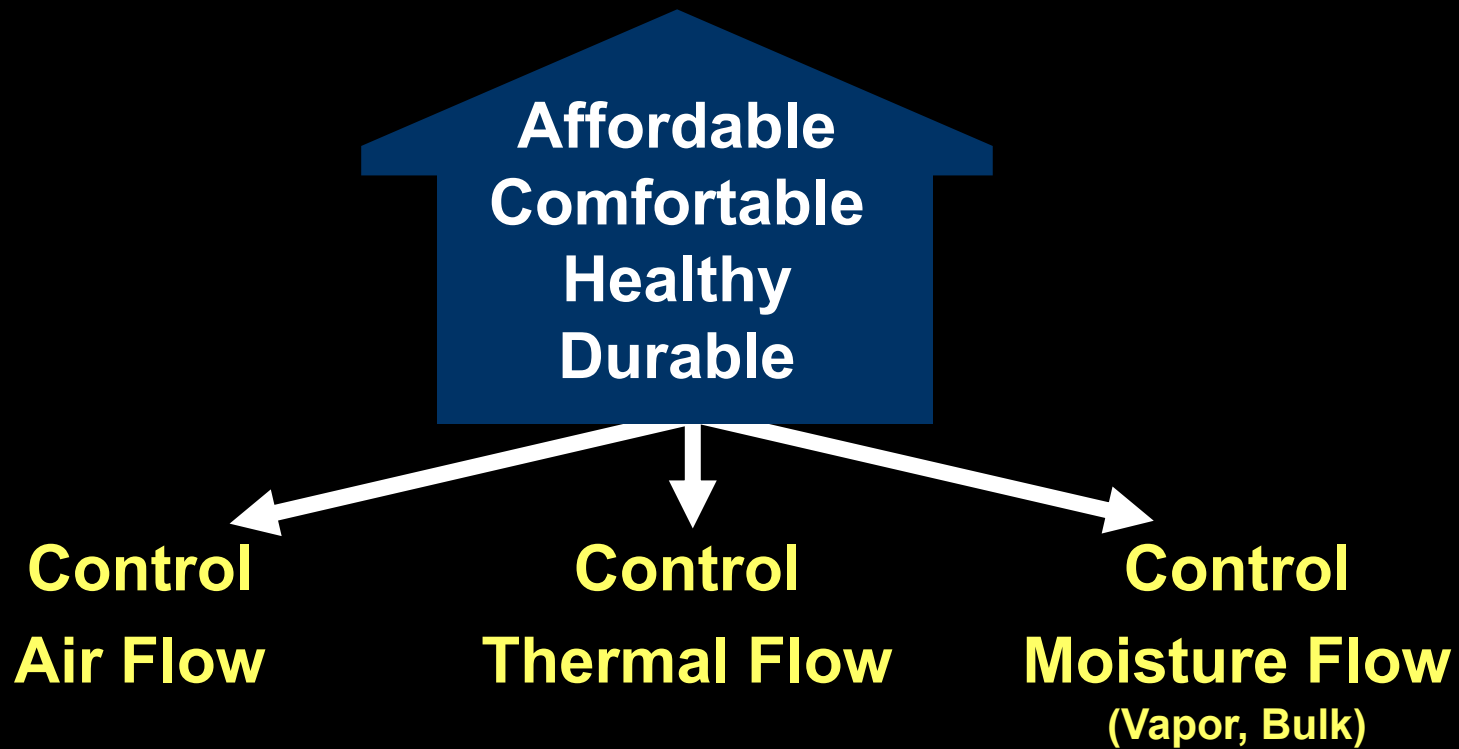 Affordable
Comfortable
Healthy
Durable
Control
Air Flow
Control
Thermal Flow
Control
Moisture Flow
(Vapor, Bulk)